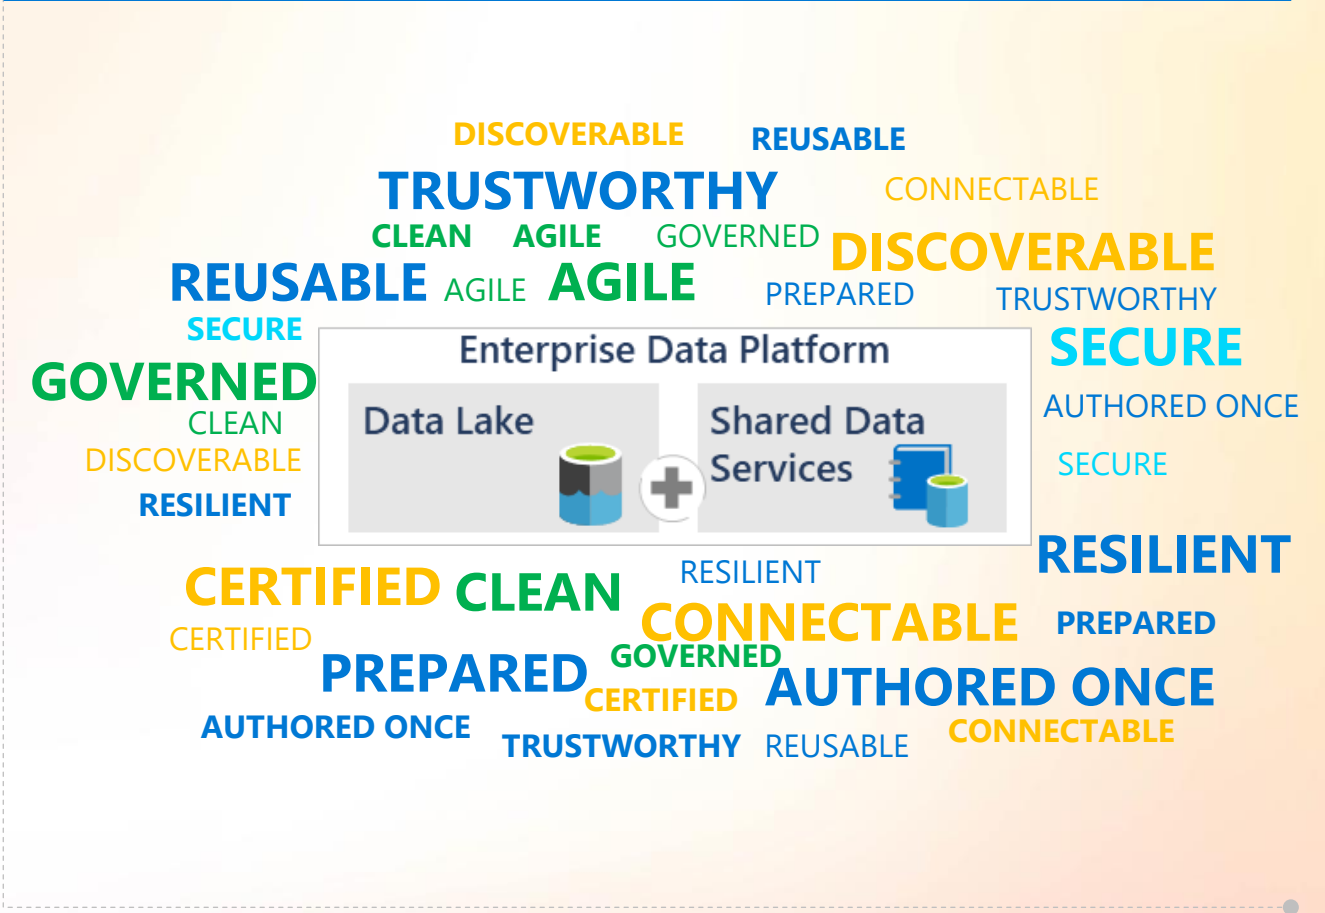 DISCOVERABLE
REUSABLE
TRUSTWORTHY
CONNECTABLE
CLEAN
AGILE
GOVERNED
DISCOVERABLE
REUSABLE
AGILE
AGILE
PREPARED
TRUSTWORTHY
SECURE
Enterprise Data Platform
SECURE
GOVERNED
CLEAN
Data Lake
Shared Data
Services
AUTHORED ONCE
DISCOVERABLE
SECURE
RESILIENT
RESILIENT
CERTIFIED
CLEAN
RESILIENT
CONNECTABLE
PREPARED
CERTIFIED
PREPARED
GOVERNED
CERTIFIED
AUTHORED ONCE
AUTHORED ONCE
TRUSTWORTHY
REUSABLE
CONNECTABLE